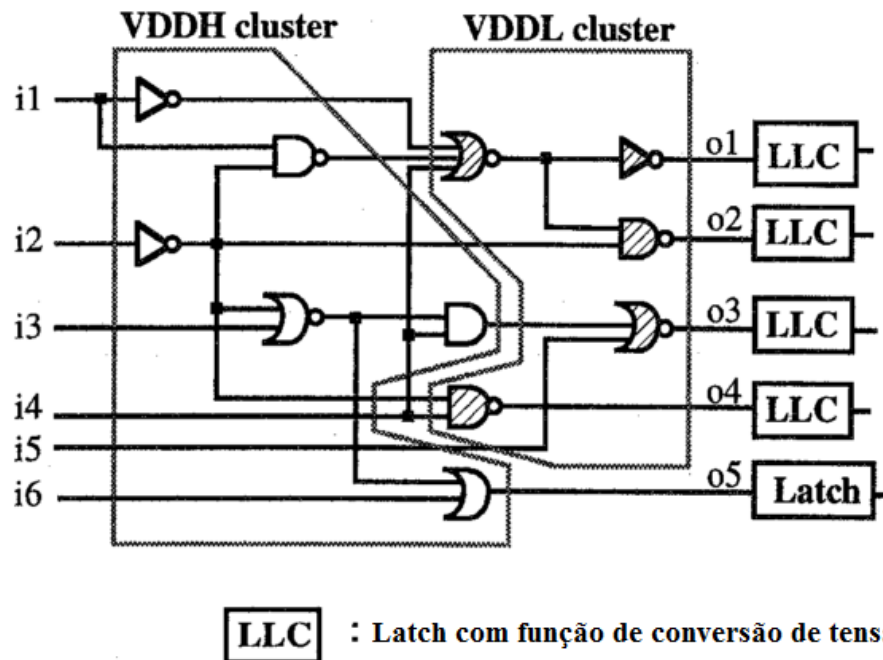 VDDH cluster
VDDL cluster
i1
o1
LLC
i2
o2
LLC
i3
o3
LLC
i4
o4
LLC
i5
i6
o5
Latch
LLC : Latch com função de conversão de tens